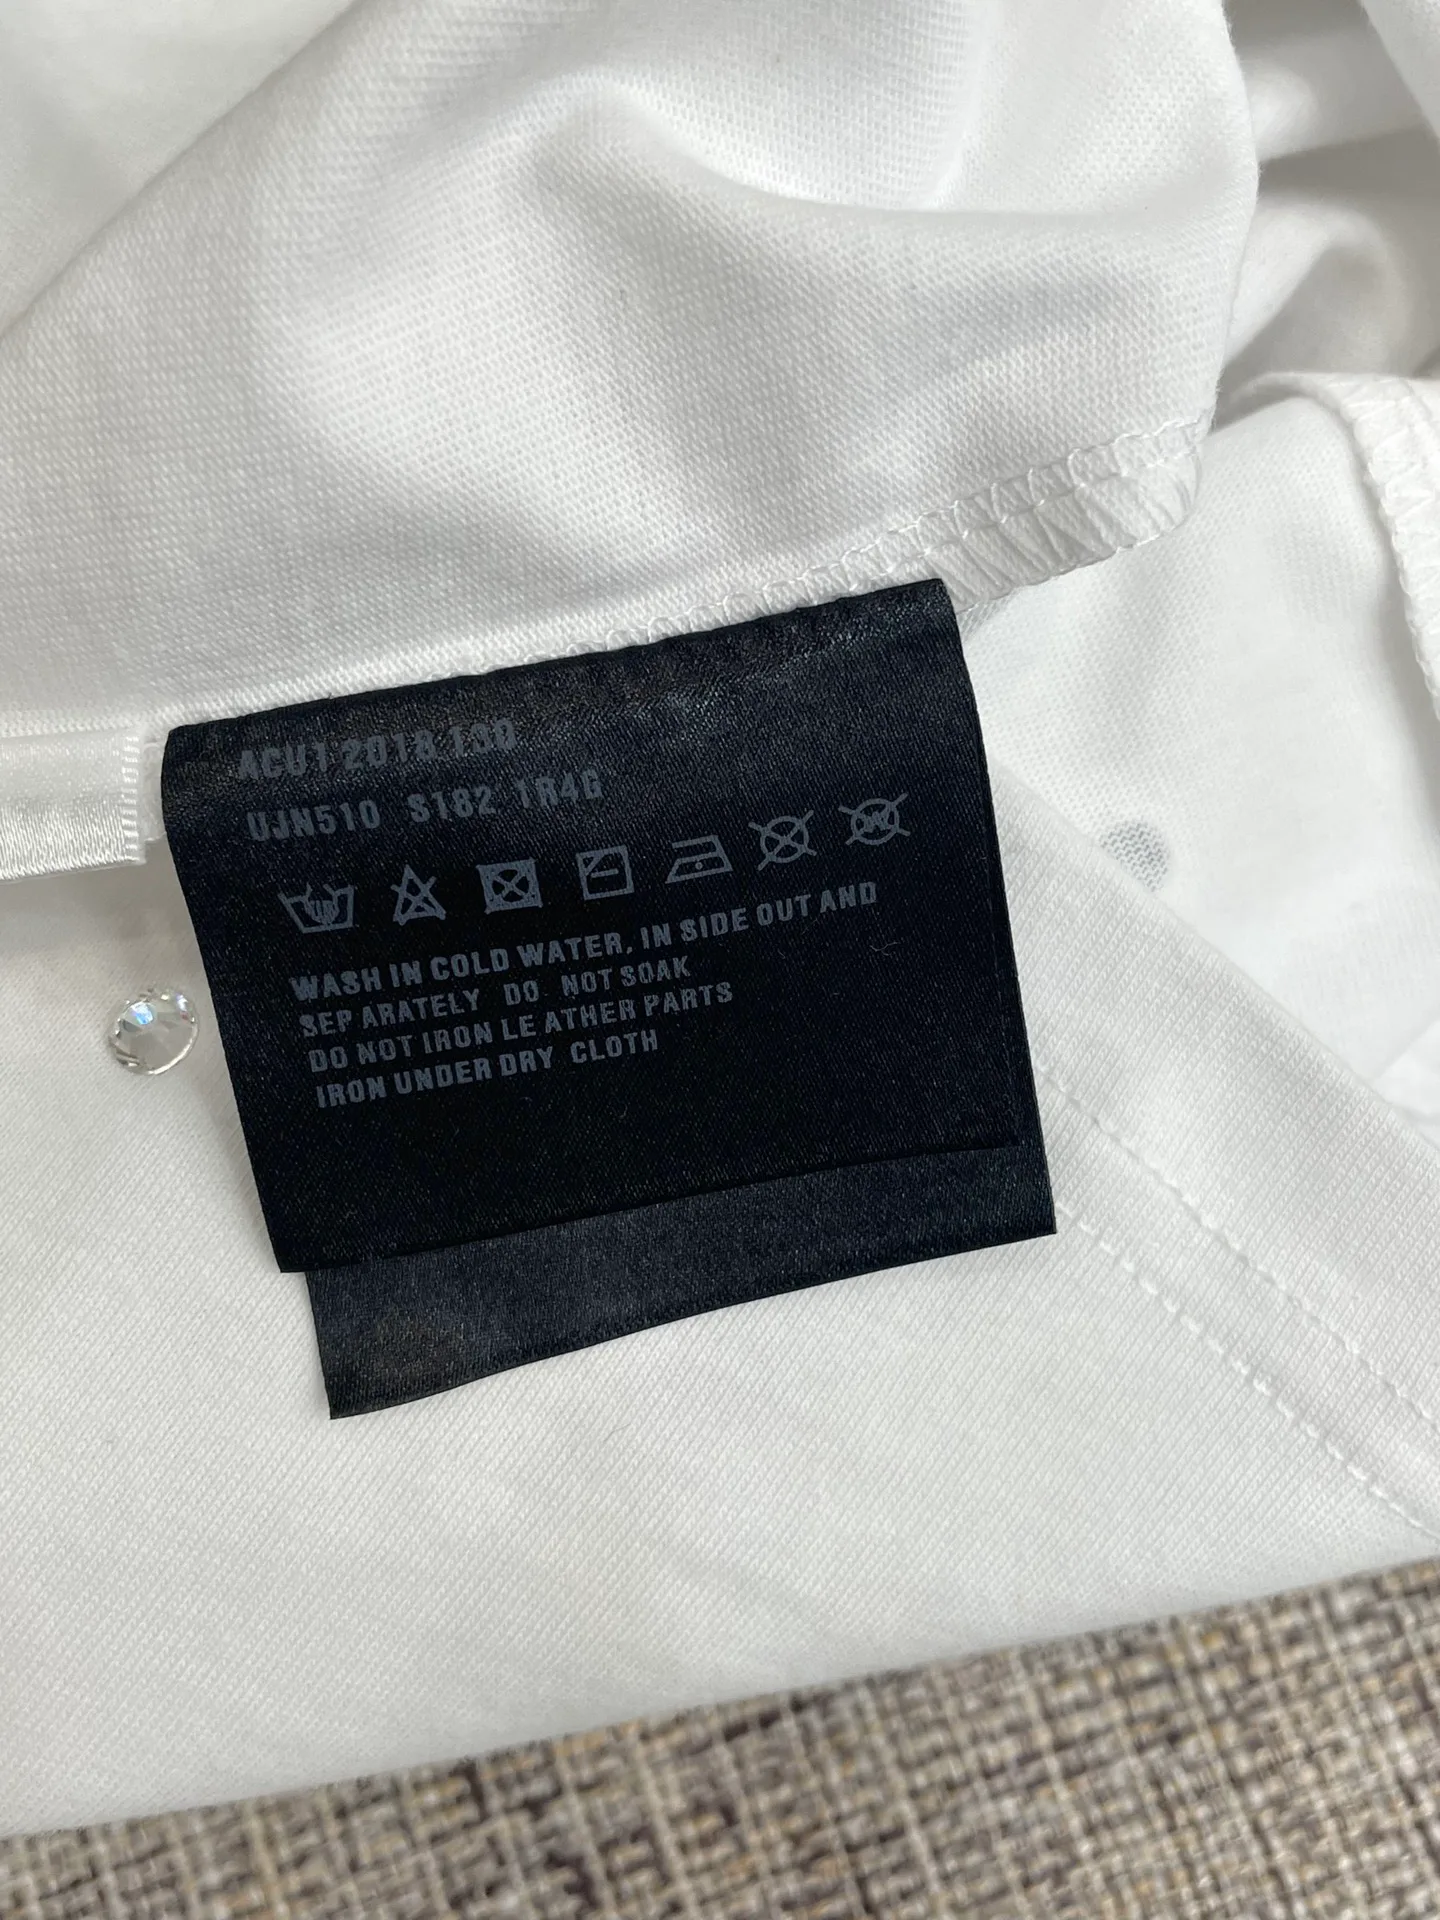 ACU12018.130
UJN510 S182 1R4G
WASH IN COLD WATER, IN SIDE OUT AND
SEP ARATELY DO NOT SOAK
DO NOT IRON LE ATHER PARTS
IRON UNDER DRY CLOTH